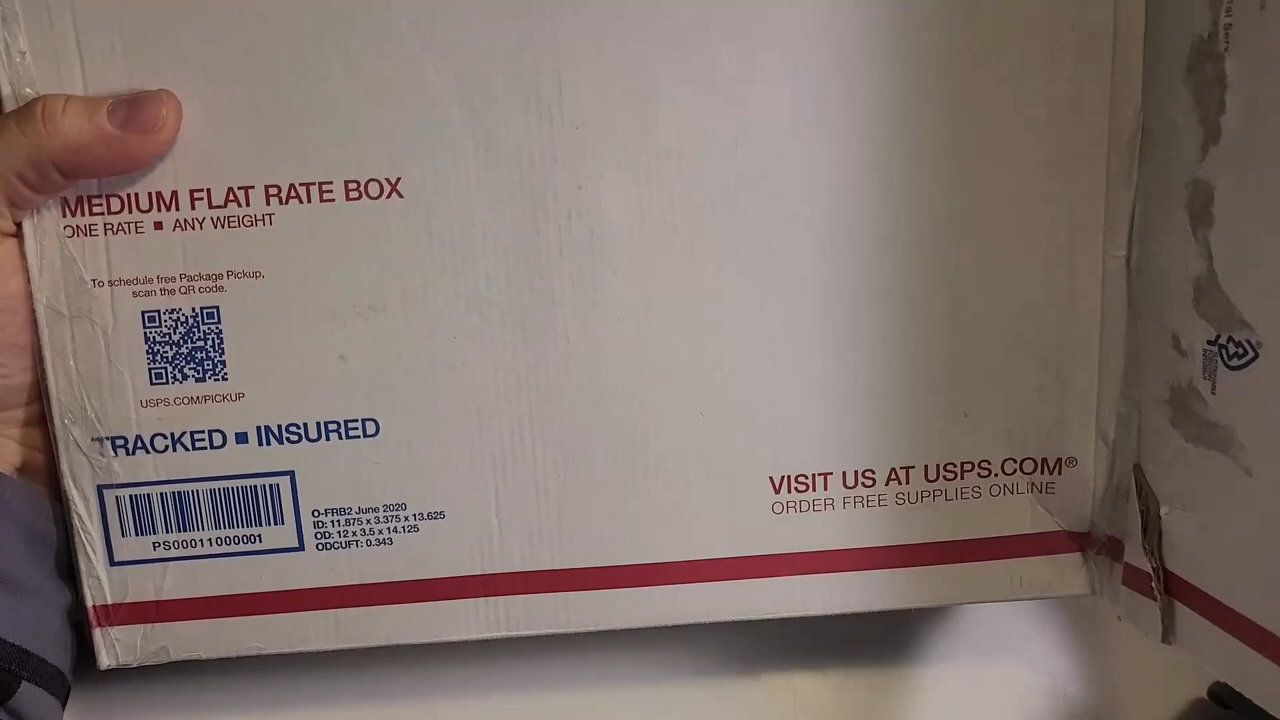 MEDIUM FLAT RATE BOX
ONE RATE ■ ANY WEIGHT
To schedule free Package Pickup,
scan the QR code.
USPS.COM/PICKUP
TRACKED ■ INSURED
PS00011000001
O-FRB2 June 2020
ID: 11.875 x 3.375 x 13.625
OD: 12 x 3.5 x 14.125
ODCUFT: 0.343
VISIT US AT USPS.COM®
ORDER FREE SUPPLIES ONLINE